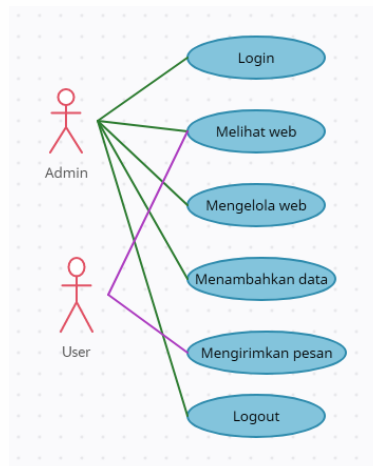 Login
Admin
Melihat web
Mengelola web
Menambahkan data
User
Mengirimkan pesan
Logout